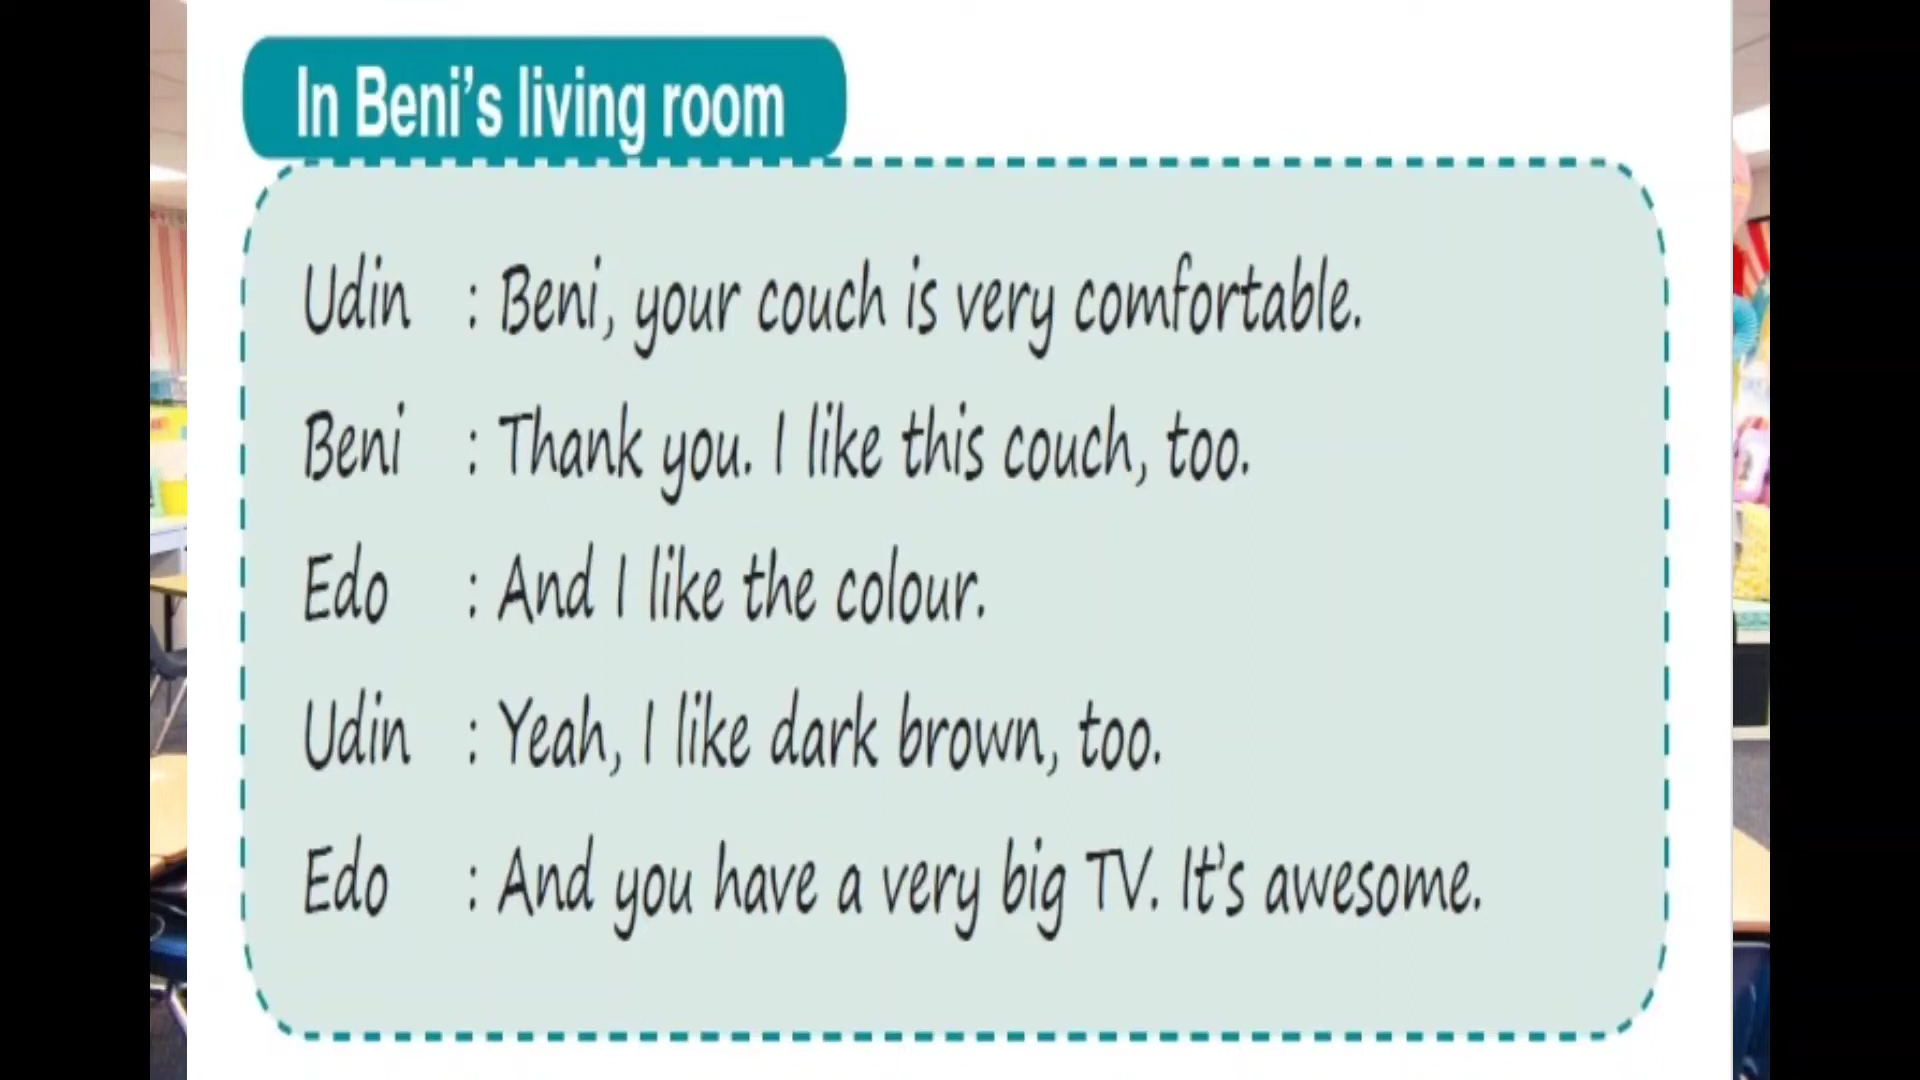 In Beni's living room
Udin : Beni, your couch is very comfortable.
Beni : Thank you. I like this couch, too.
Edo : And I like the colour.
Udin : Yeah, I like dark brown, too.
Edo : And you have a very big TV. It's awesome.